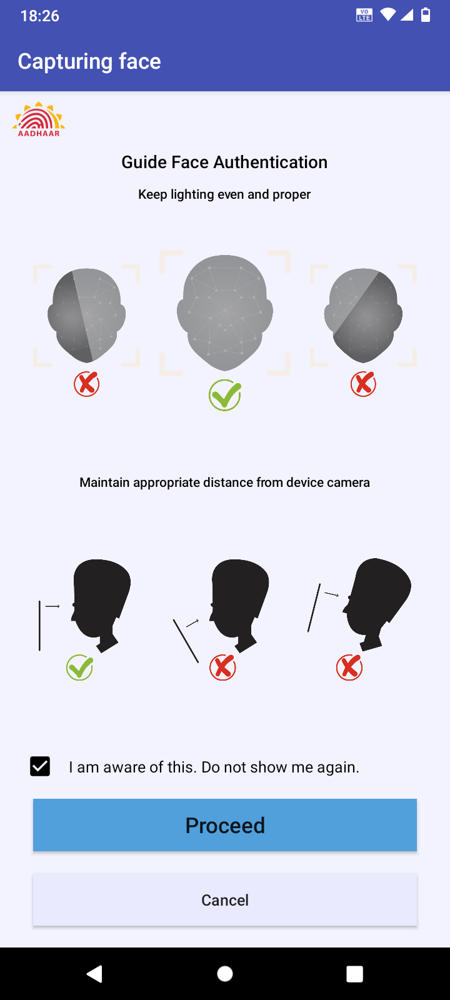 18:26
VO
LTE
Capturing face
AADHAAR
Guide Face Authentication
Keep lighting even and proper
Maintain appropriate distance from device camera
I am aware of this. Do not show me again.
Proceed
Cancel